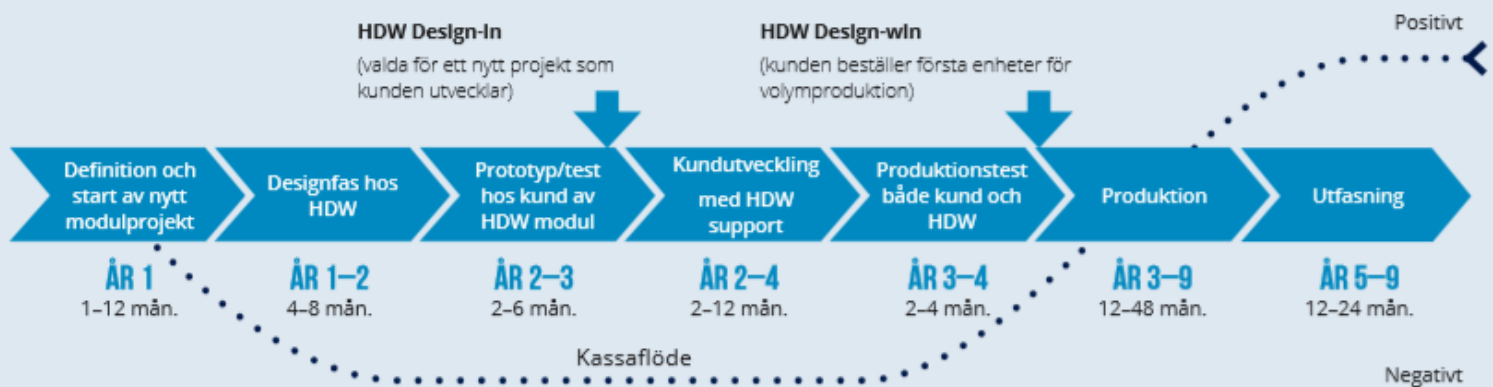 HDW Design-in
(valda för ett nytt projekt som
kunden utvecklar)
HDW Design-win
(kunden beställer första enheter för
volymproduktion)
Positivt
Definition och
start av nytt
modulprojekt
Designfas hos
HDW
Prototyp/test
hos kund av
HDW modul
Kundutveckling
med HDW
support
Produktionstest
både kund och
HDW
Produktion
Utfasning
ÅR 1
1–12 mån.
ÅR 1–2
4–8 mån.
ÅR 2–3
2–6 mån.
ÅR 2–4
2–12 mån.
ÅR 3–4
2–4 mån.
ÅR 3–9
12–48 mån.
ÅR 5–9
12–24 mån.
Kassaflöde
Negativt